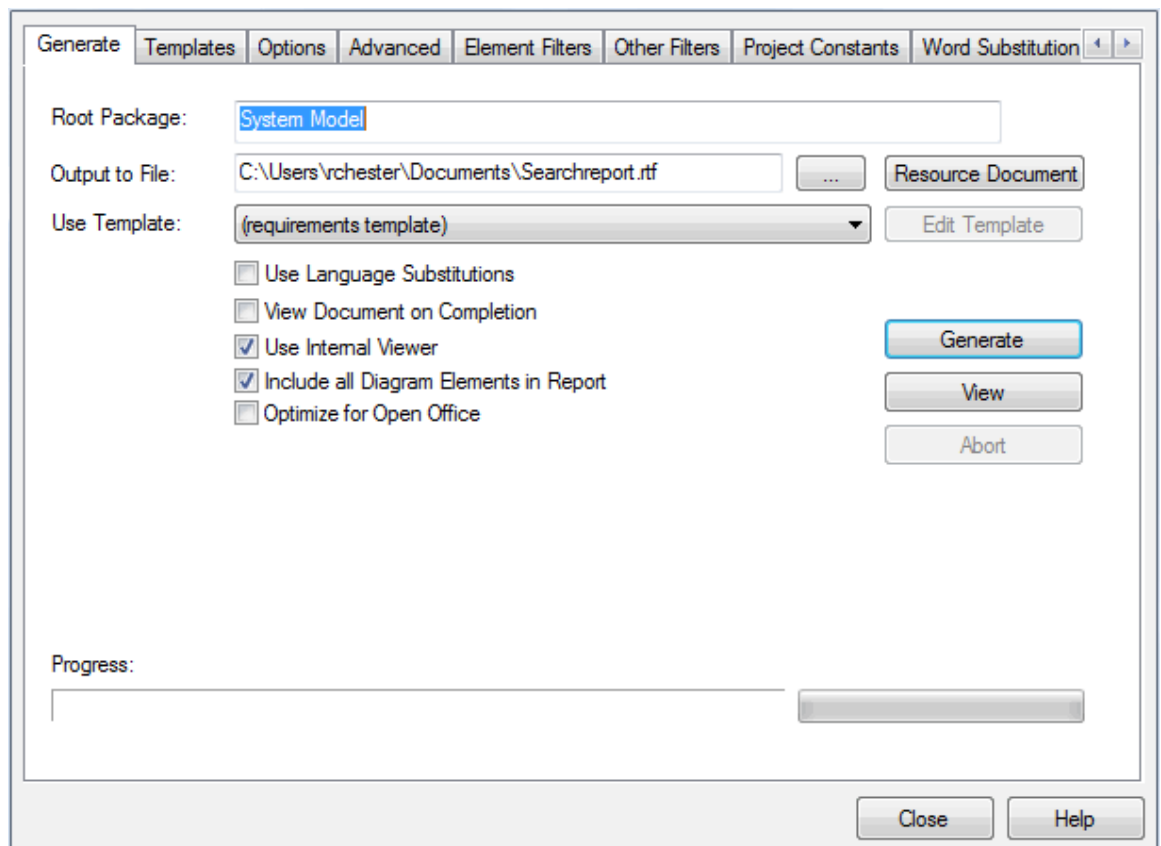 Generate Templates Options Advanced Element Filters Other Filters Project Constants Word Substitution
Root Package: System Model
Output to File: C:\Users\rchester\Documents\Searchreport.rtf ... Resource Document
Use Template: (requirements template) Edit Template
Use Language Substitutions
View Document on Completion
Use Internal Viewer
Generate
Include all Diagram Elements in Report
View
Optimize for Open Office
Abort
Progress:
Close Help